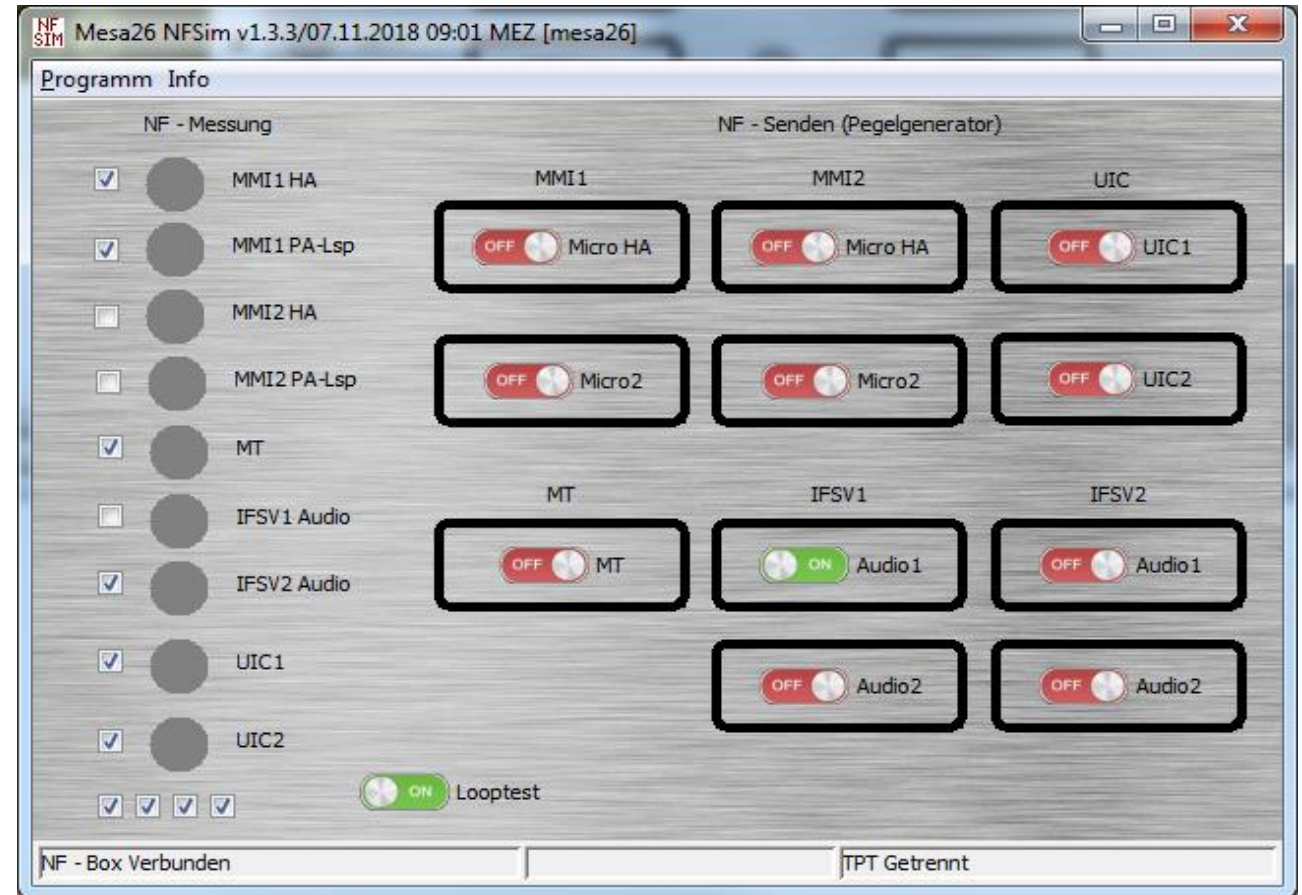 NF SIM Mesa26 NFSim v1.3.3/07.11.2018 09:01 MEZ [mesa26]
Programm Info
NF - Messung
NF - Senden (Pegelgenerator)
MMI1 HA
MMI1 PA-Lsp
MMI2 HA
MMI2 PA-Lsp
MT
IFSV1 Audio
IFSV2 Audio
UIC1
UIC2
MMI1
MMI2
UIC
OFF Micro HA
OFF Micro HA
OFF UIC1
OFF Micro2
OFF Micro2
OFF UIC2
MT
IFSV1
IFSV2
OFF MT
ON Audio1
OFF Audio1
OFF Audio2
OFF Audio2
ON Looptest
NF - Box Verbunden
TPT Getrennt